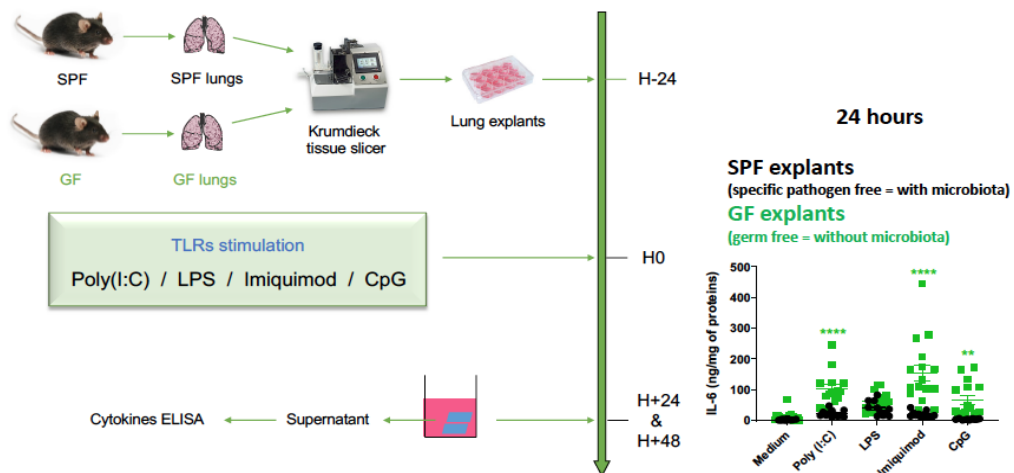 SPF
SPF lungs
GF
GF lungs
Krumdieck
tissue slicer
Lung explants
H-24
TLRs stimulation
Poly(I:C) / LPS / Imiquimod / CpG
H0
Cytokines ELISA
Supernatant
H+24
&
H+48
24 hours
SPF explants
(specific pathogen free = with microbiota)
GF explants
(germ free = without microbiota)
IL-6 (ng/mg of proteins)
500
400
300
200
100
0
****
****
**
Medium
Poly (I:C)
LPS
Imiquimod
CpG